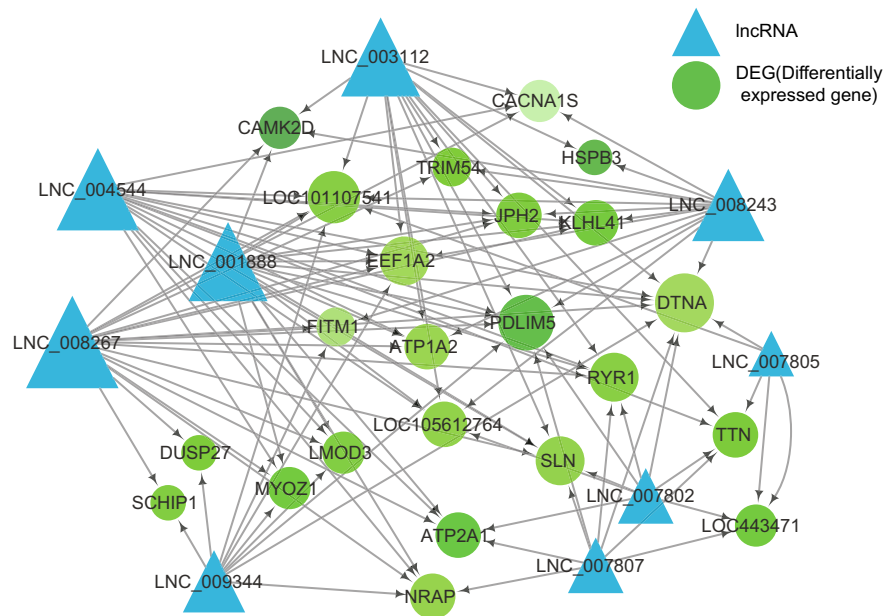 lncRNA
DEG(Differentially
expressed gene)
LNC_003112
CACNA1S
CAMK2D
HSPB3
TRIM54
LNC_004544
LOC101107541
LNC_008243
JPH2
KLHL41
LNC_001888
EEF1A2
DTNA
FITM1
PDLIM5
LNC_008267
ATP1A2
LNC_007805
RYR1
LOC105612764
TTN
DUSP27
LMOD3
SLN
MYOZ1
SCHIP1
LNC_007802
LOC443471
ATP2A1
LNC_009344
LNC_007807
NRAP